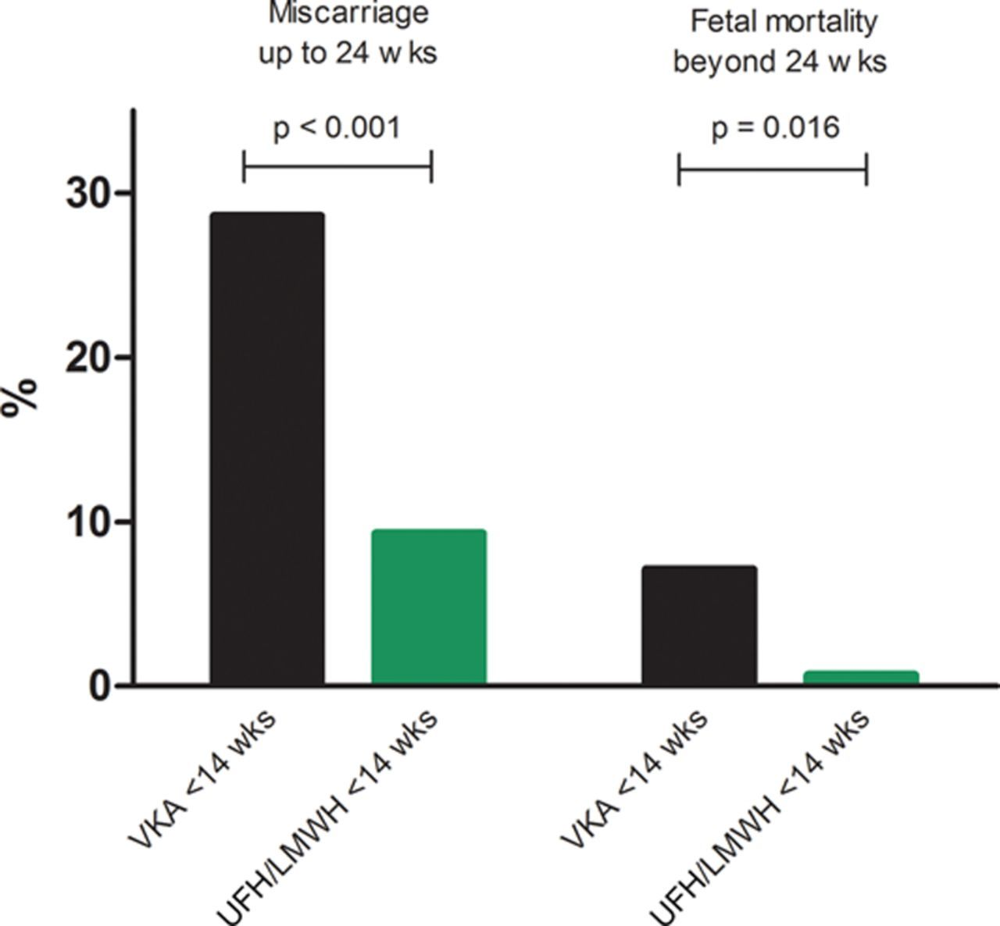 Miscarriage
up to 24 w ks
Fetal mortality
beyond 24 w ks
p < 0.001
p = 0.016
%
30
20
10
0
VKA <14 wks
UFH/LMWH <14 wks
VKA <14 wks
UFH/LMWH <14 wks